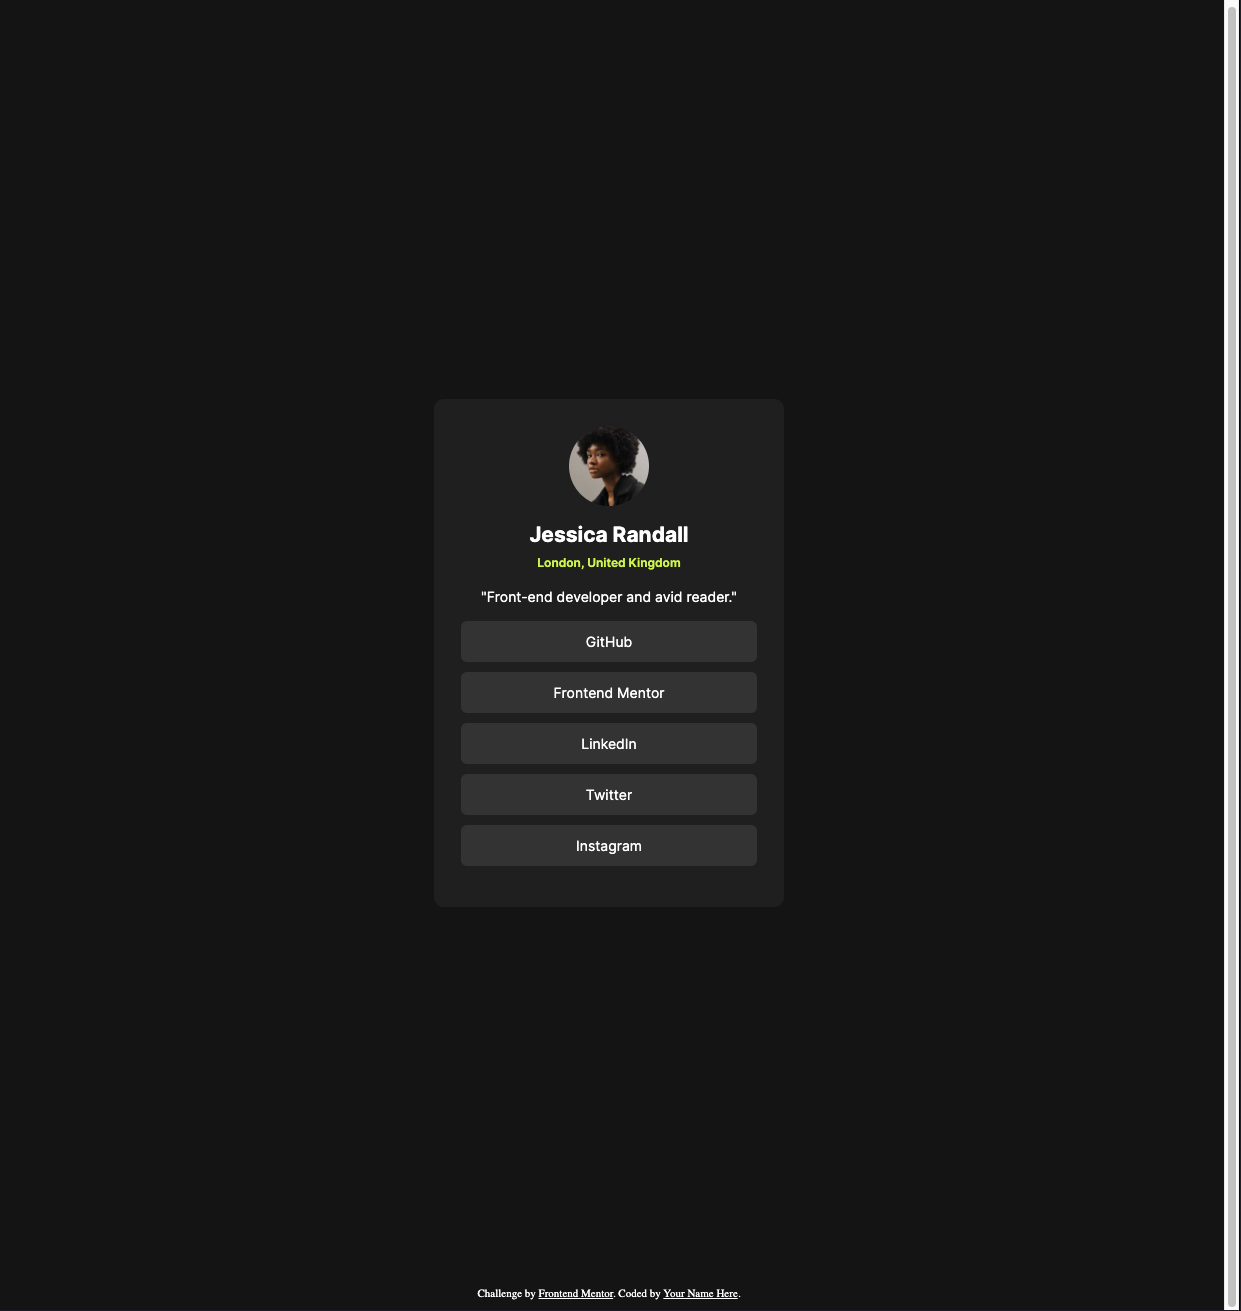 Jessica Randall
London, United Kingdom
"Front-end developer and avid reader."
GitHub
Frontend Mentor
LinkedIn
Twitter
Instagram
Challenge by Frontend Mentor. Coded by Your Name Here.